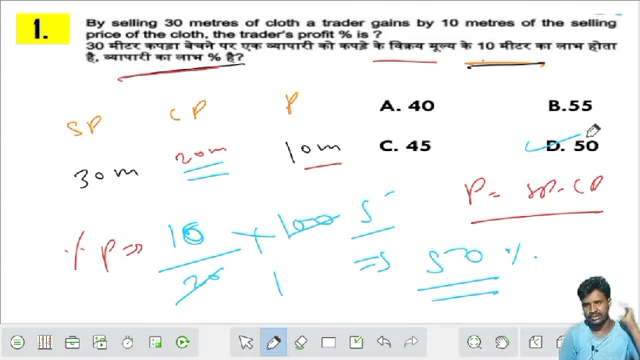 1.
By selling 30 metres of cloth a trader gains by 10 metres of the selling
price of the cloth, the trader's profit % is ?
30 मीटर कपड़ा बेचने पर एक व्यापारी को कपड़े के विक्रय मूल्य के 10 मीटर का लाभ होता
है, व्यापारी का लाभ % है?
SP CP P
A. 40 B.55
30m 20m 10m
C. 45 D. 50
P = SP-CP
% P ⇒ 10 / 20 × 100 / 1 5
⇒ 50 %.